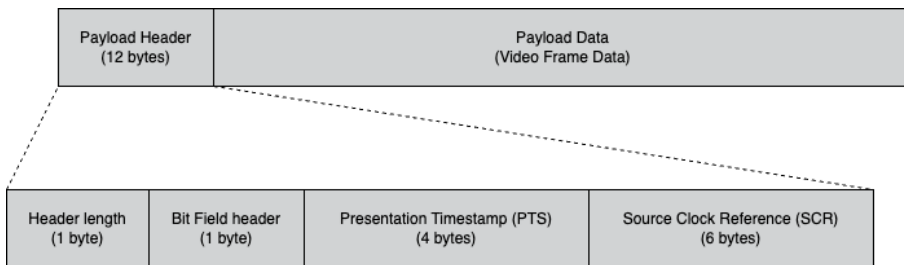 Payload Header
(12 bytes)
Payload Data
(Video Frame Data)
Header length
(1 byte)
Bit Field header
(1 byte)
Presentation Timestamp (PTS)
(4 bytes)
Source Clock Reference (SCR)
(6 bytes)